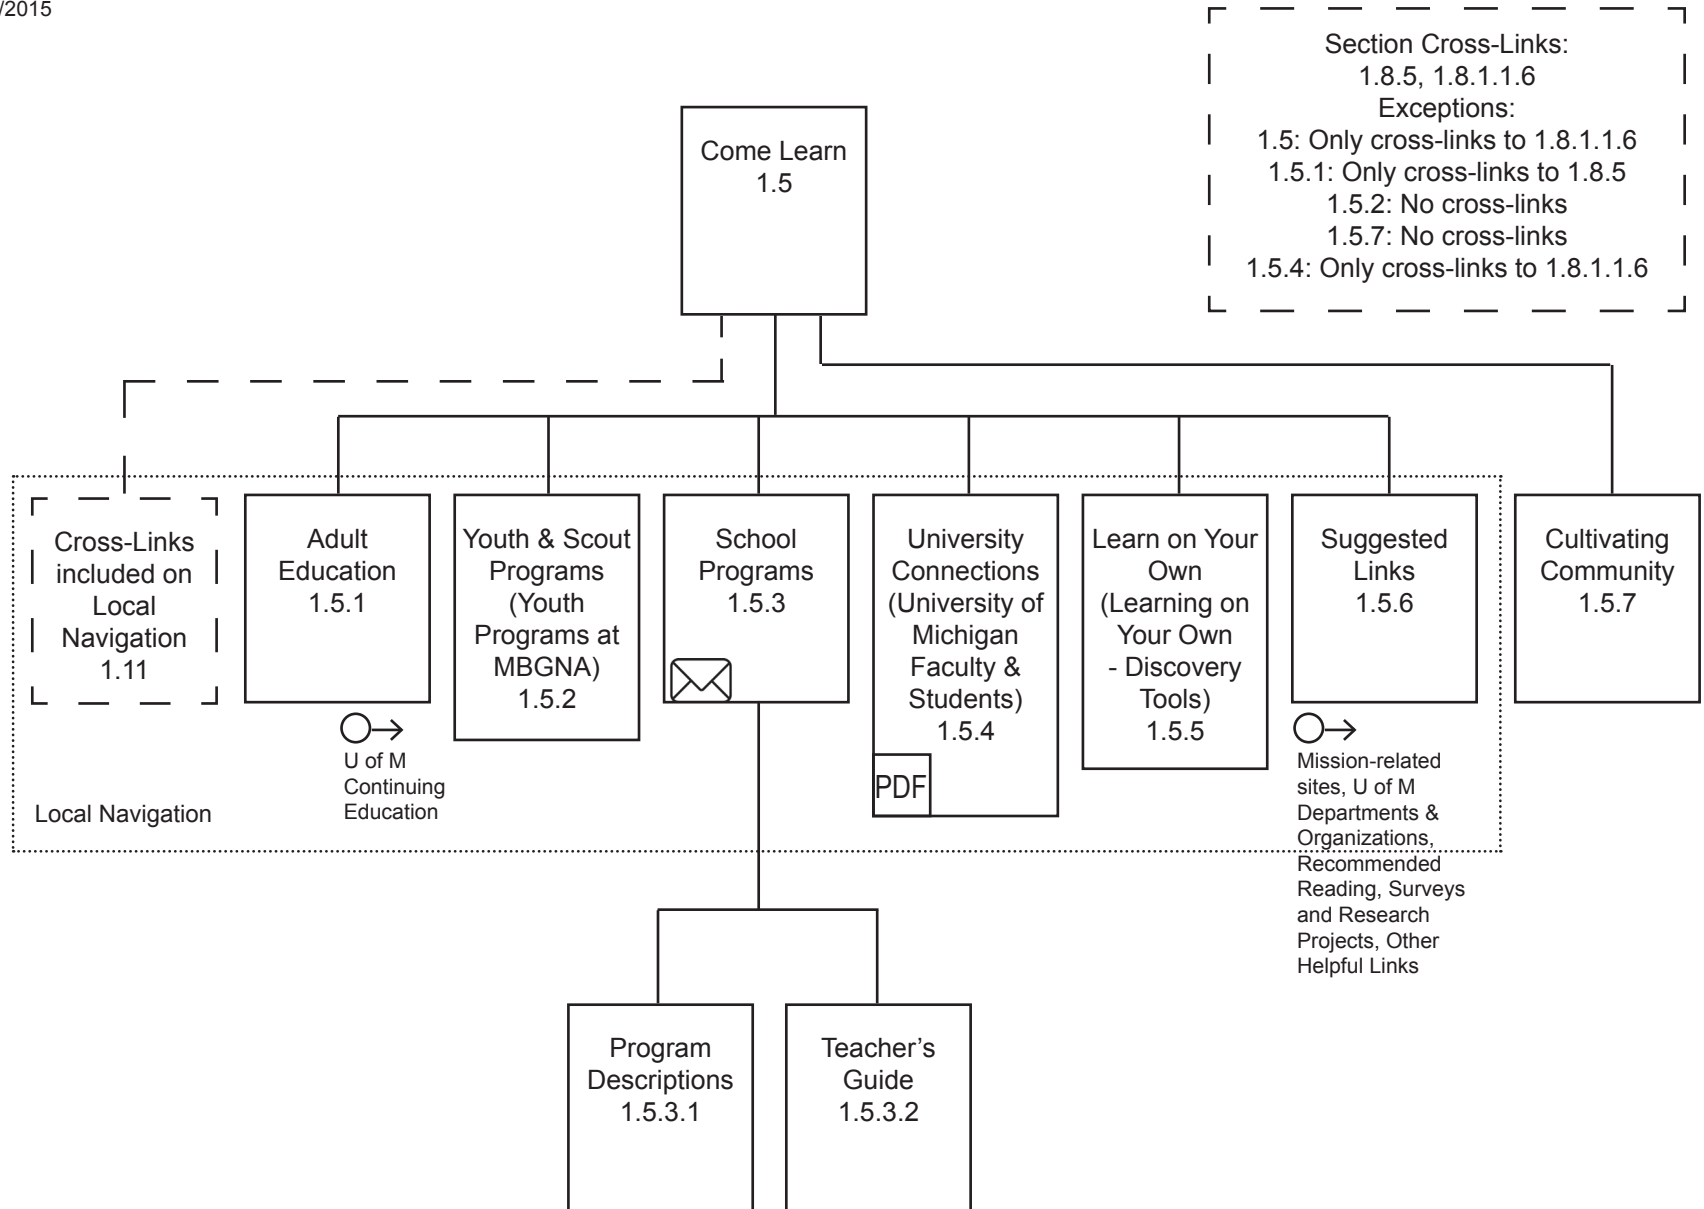 /2015
Section Cross-Links:
1.8.5, 1.8.1.1.6
Exceptions:
1.5: Only cross-links to 1.8.1.1.6
1.5.1: Only cross-links to 1.8.5
1.5.2: No cross-links
1.5.7: No cross-links
1.5.4: Only cross-links to 1.8.1.1.6
Come Learn
1.5
Cross-Links
included on
Local
Navigation
1.11
Adult
Education
1.5.1
Youth & Scout
Programs
(Youth
Programs at
MBGNA)
1.5.2
School
Programs
1.5.3
University
Connections
(University of
Michigan
Faculty &
Students)
1.5.4
PDF
Learn on Your
Own
(Learning on
Your Own
- Discovery
Tools)
1.5.5
Suggested
Links
1.5.6
Cultivating
Community
1.5.7
U of M
Continuing
Education
Mission-related
sites, U of M
Departments &
Organizations,
Recommended
Reading, Surveys
and Research
Projects, Other
Helpful Links
Local Navigation
Program
Descriptions
1.5.3.1
Teacher’s
Guide
1.5.3.2